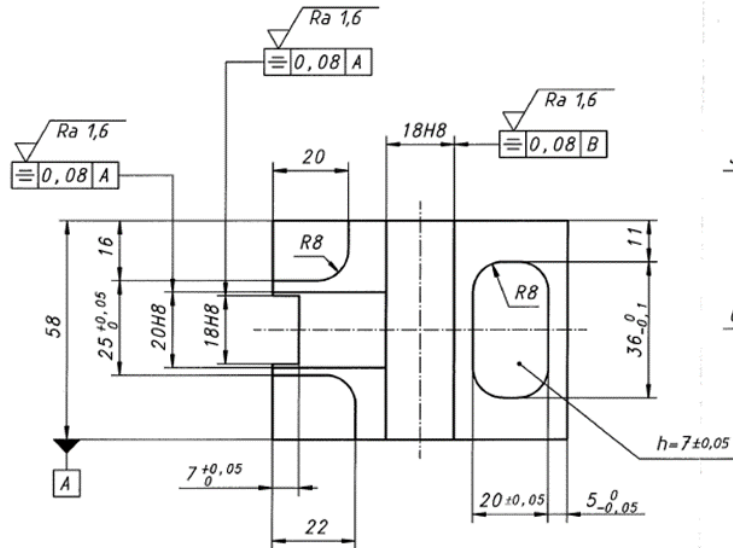 Ra 1,6
0,08 A
Ra 1,6
0,08 A
Ra 1,6
0,08 B
18H8
20
16
R8
11
58
25 +0,05 0
20H8
18H8
R8
36 0 -0,1
A
7 +0,05 0
h=7±0,05
20±0,05
5 0 -0,05
22